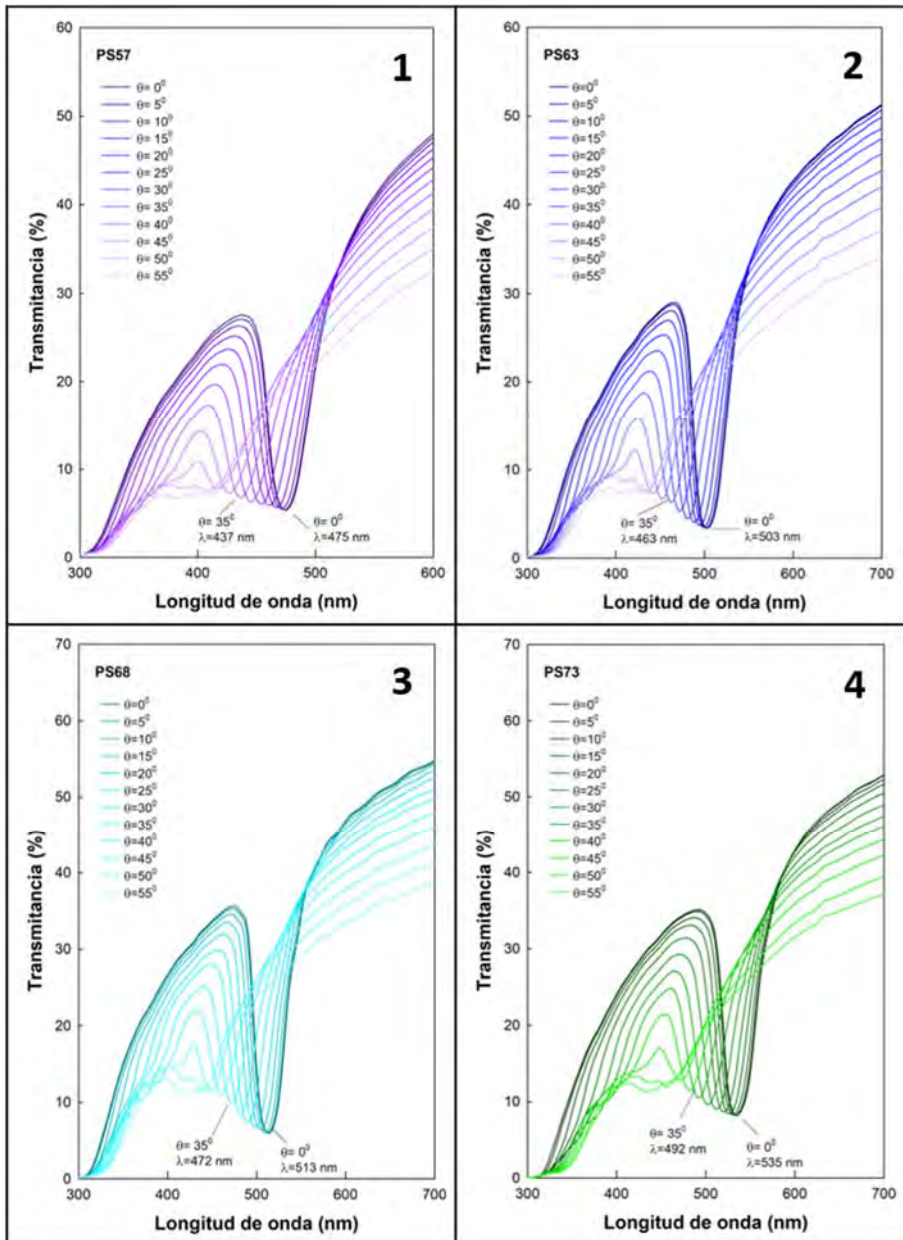 PS57
1
θ= 0⁰
θ= 5⁰
θ= 10⁰
θ= 15⁰
θ= 20⁰
θ= 25⁰
θ= 30⁰
θ= 35⁰
θ= 40⁰
θ= 45⁰
θ= 50⁰
θ= 55⁰
60
50
40
30
20
10
0
Transmitancia (%)
θ= 35⁰
λ=437 nm
θ= 0⁰
λ=475 nm
300
400
500
600
Longitud de onda (nm)
PS63
2
θ=0⁰
θ=5⁰
θ=10⁰
θ=15⁰
θ=20⁰
θ=25⁰
θ=30⁰
θ=35⁰
θ=40⁰
θ=45⁰
θ=50⁰
θ=55⁰
60
50
40
30
20
10
0
Transmitancia (%)
θ= 35⁰
λ=463 nm
θ= 0⁰
λ=503 nm
300
400
500
600
700
Longitud de onda (nm)
PS68
3
θ=0⁰
θ=5⁰
θ=10⁰
θ=15⁰
θ=20⁰
θ=25⁰
θ=30⁰
θ=35⁰
θ=40⁰
θ=45⁰
θ=50⁰
θ=55⁰
70
60
50
40
30
20
10
0
Transmitancia (%)
θ= 35⁰
λ=472 nm
θ= 0⁰
λ=513 nm
300
400
500
600
700
Longitud de onda (nm)
PS73
4
θ=0⁰
θ=5⁰
θ=10⁰
θ=15⁰
θ=20⁰
θ=25⁰
θ=30⁰
θ=35⁰
θ=40⁰
θ=45⁰
θ=50⁰
θ=55⁰
70
60
50
40
30
20
10
0
Transmitancia (%)
θ= 35⁰
λ=492 nm
θ= 0⁰
λ=535 nm
300
400
500
600
700
Longitud de onda (nm)